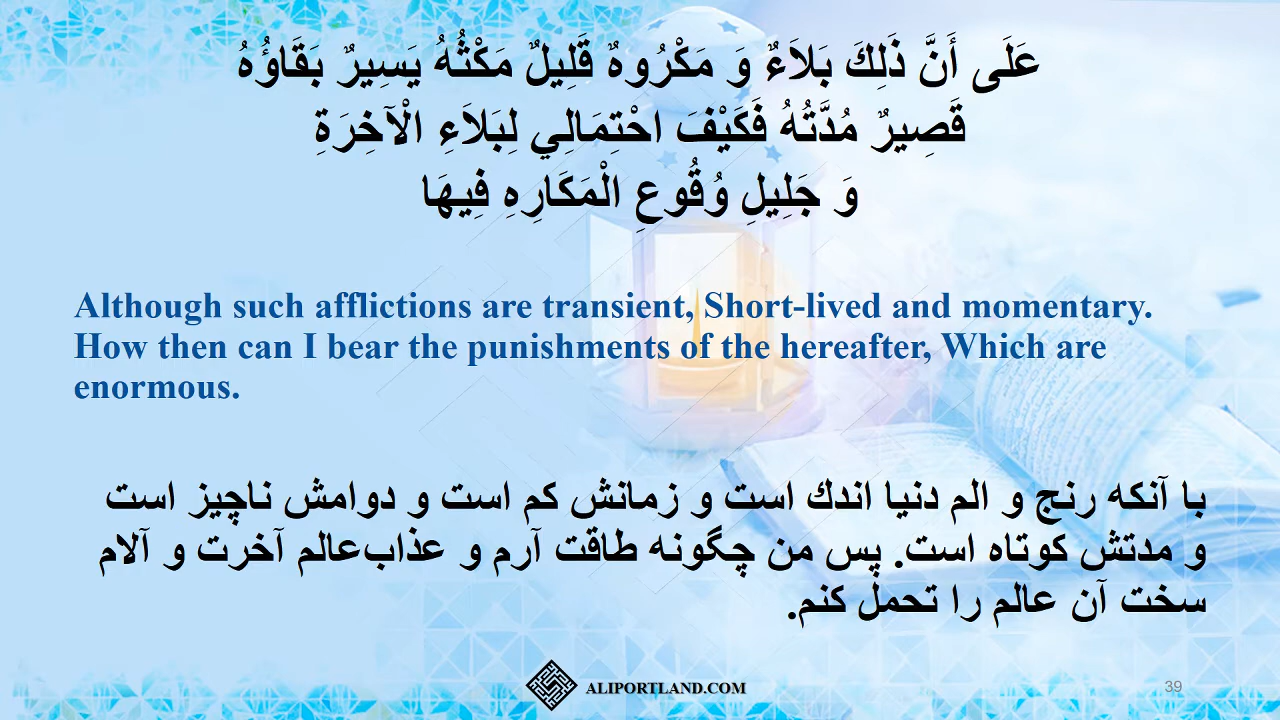 عَلَى أَنَّ ذَلِكَ بَلَاءٌ وَ مَكْرُوهٌ قَلِيلٌ مَكْثُهُ يَسِيرٌ بَقَاؤُهُ
قَصِيرٌ مُدَّتُهُ فَكَيْفَ احْتِمَالِي لِبَلَاءِ الْآخِرَةِ
وَ جَلِيلِ وُقُوعِ الْمَكَارِهِ فِيهَا
Although such afflictions are transient, Short-lived and momentary.
How then can I bear the punishments of the hereafter, Which are
enormous.
با آنكه رنج و الم دنيا اندك است و زمانش كم است و دوامش ناچيز است
و مدتش كوتاه است. پس من چگونه طاقت آرم و عذاب‌عالم آخرت و آلام
سخت آن عالم را تحمل كنم.
ALIPORTLAND.COM
39